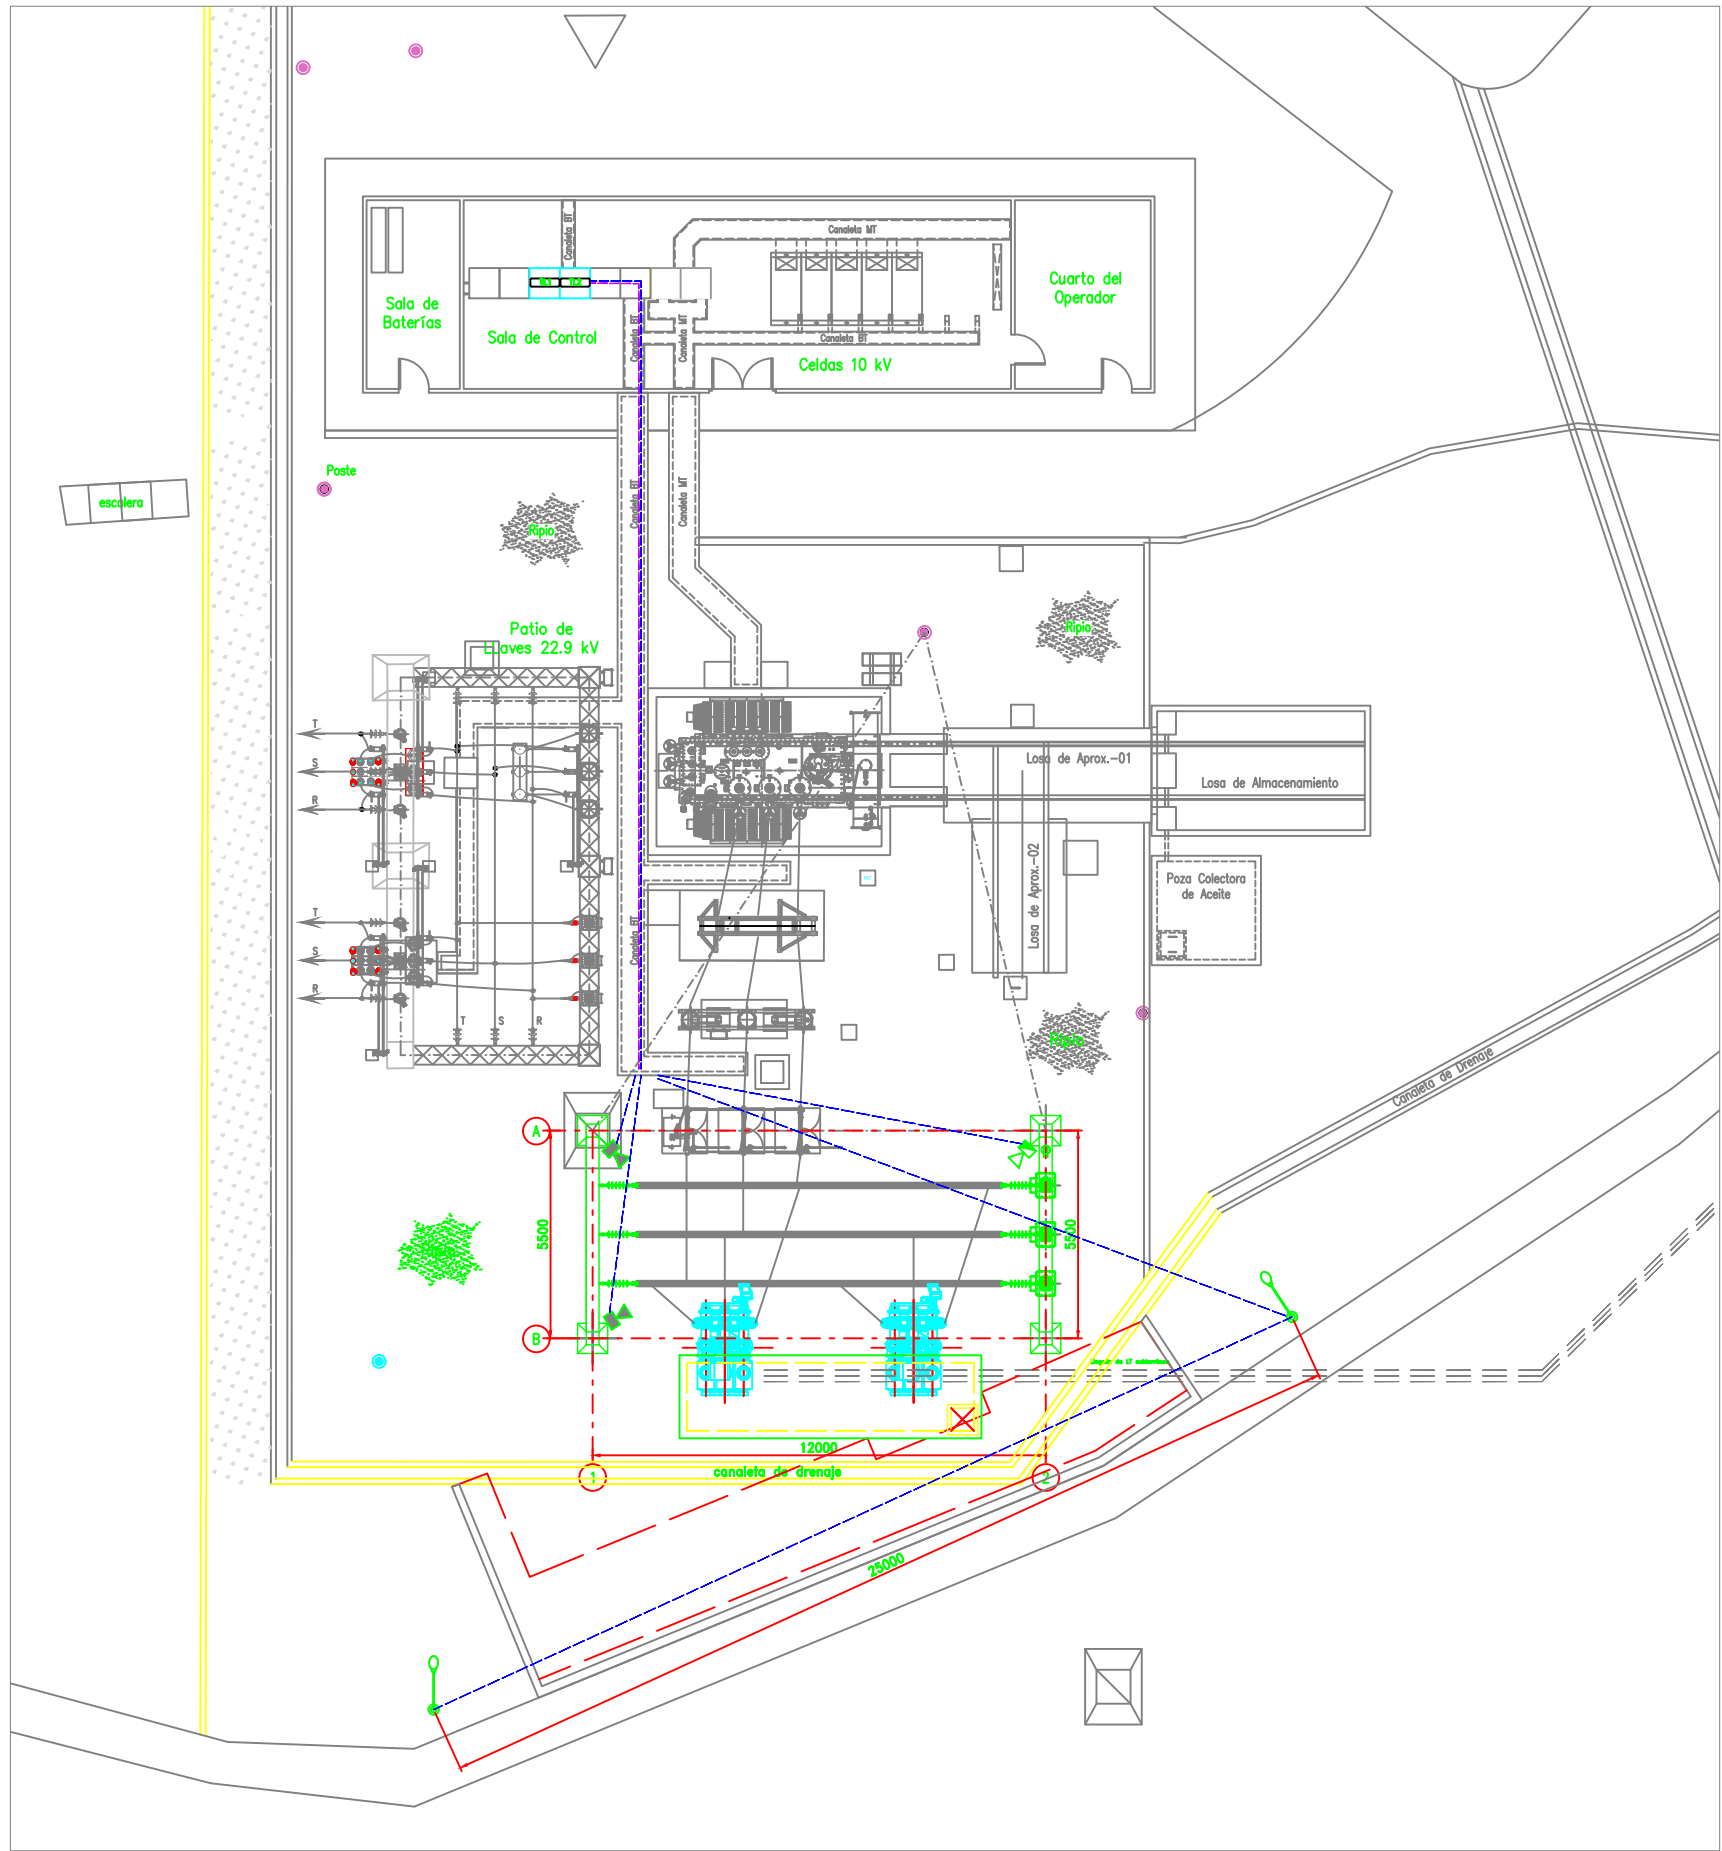 Canaleta BT
Canaleta MT
Sala de
Baterías
Sala de Control
Cuarto del
Operador
Canaleta BT
Canaleta MT
Canaleta BT
Celdas 10 kV
Poste
escalera
Ripio
Canaleta BT
Canaleta MT
Patio de
LLaves 22.9 kV
Ripio
T
S
R
Losa de Aprox.-01
Losa de Almacenamiento
Losa de Aprox.-02
Poza Colectora
de Aceite
T
S
R
Canaleta BT
T
S
R
Ripio
Canaleta de Drenaje
A
5500
5500
B
12000
canaleta de drenaje
1
2
25000